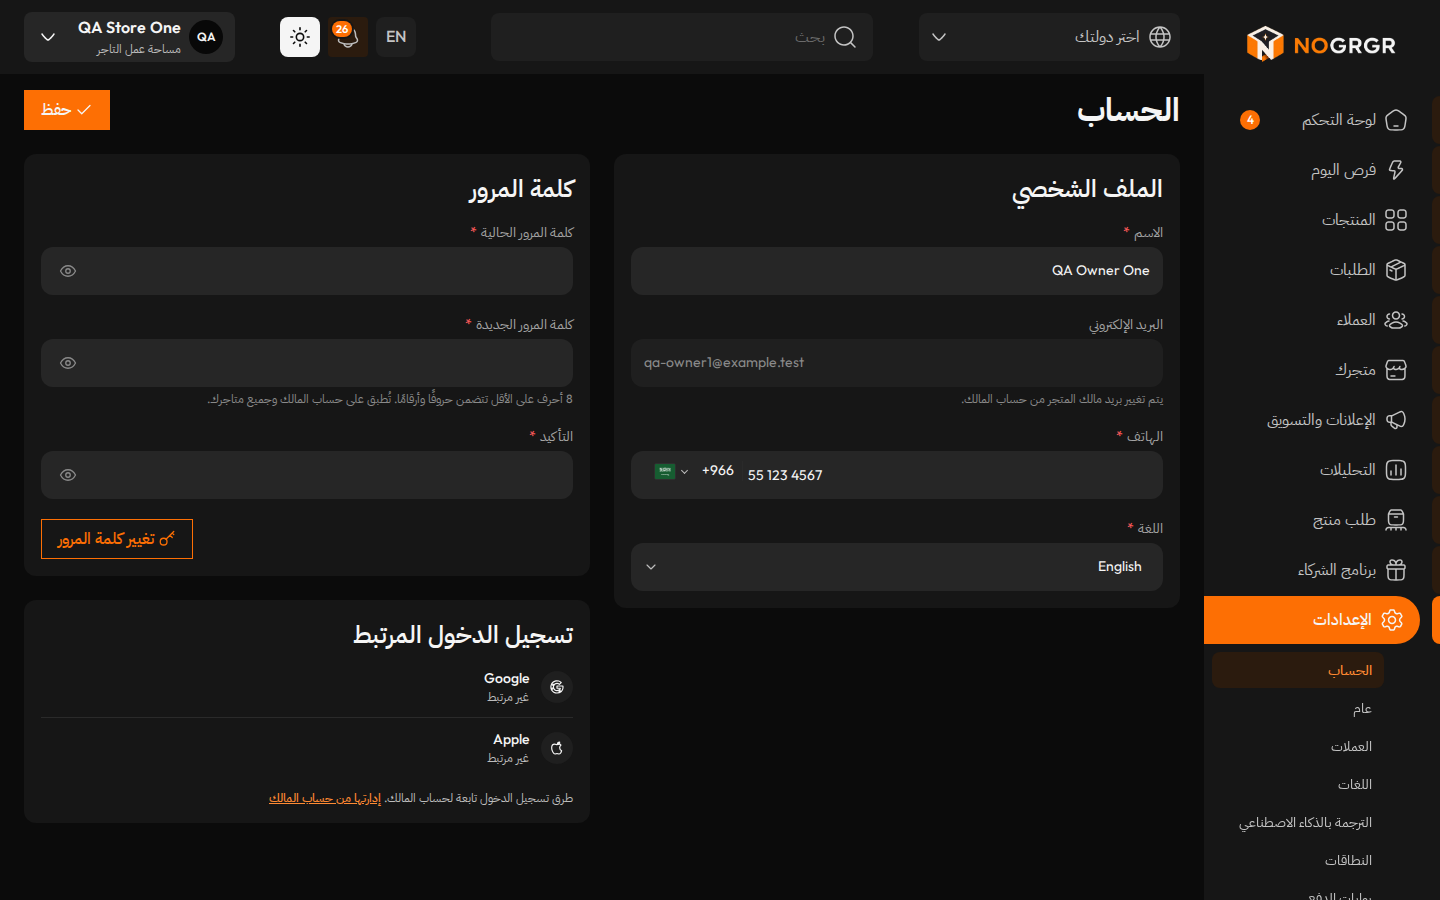 NOGRGR
اختر دولتك
بحث
EN
26
QA Store One
مساحة عمل التاجر
QA
لوحة التحكم
4
فرص اليوم
المنتجات
الطلبات
العملاء
متجرك
الإعلانات والتسويق
التحليلات
طلب منتج
برنامج الشركاء
الإعدادات
الحساب
عام
العملات
اللغات
الترجمة بالذكاء الاصطناعي
النطاقات
بوابات الدفع
الحساب
حفظ
الملف الشخصي
الاسم *
QA Owner One
البريد الإلكتروني
qa-owner1@example.test
يتم تغيير بريد مالك المتجر من حساب المالك.
الهاتف *
+966 55 123 4567
اللغة *
English
كلمة المرور
كلمة المرور الحالية *
كلمة المرور الجديدة *
8 أحرف على الأقل تتضمن حروفًا وأرقامًا. تُطبق على حساب المالك وجميع متاجرك.
التأكيد *
تغيير كلمة المرور
تسجيل الدخول المرتبط
Google
غير مرتبط
Apple
غير مرتبط
طرق تسجيل الدخول تابعة لحساب المالك. إدارتها من حساب المالك